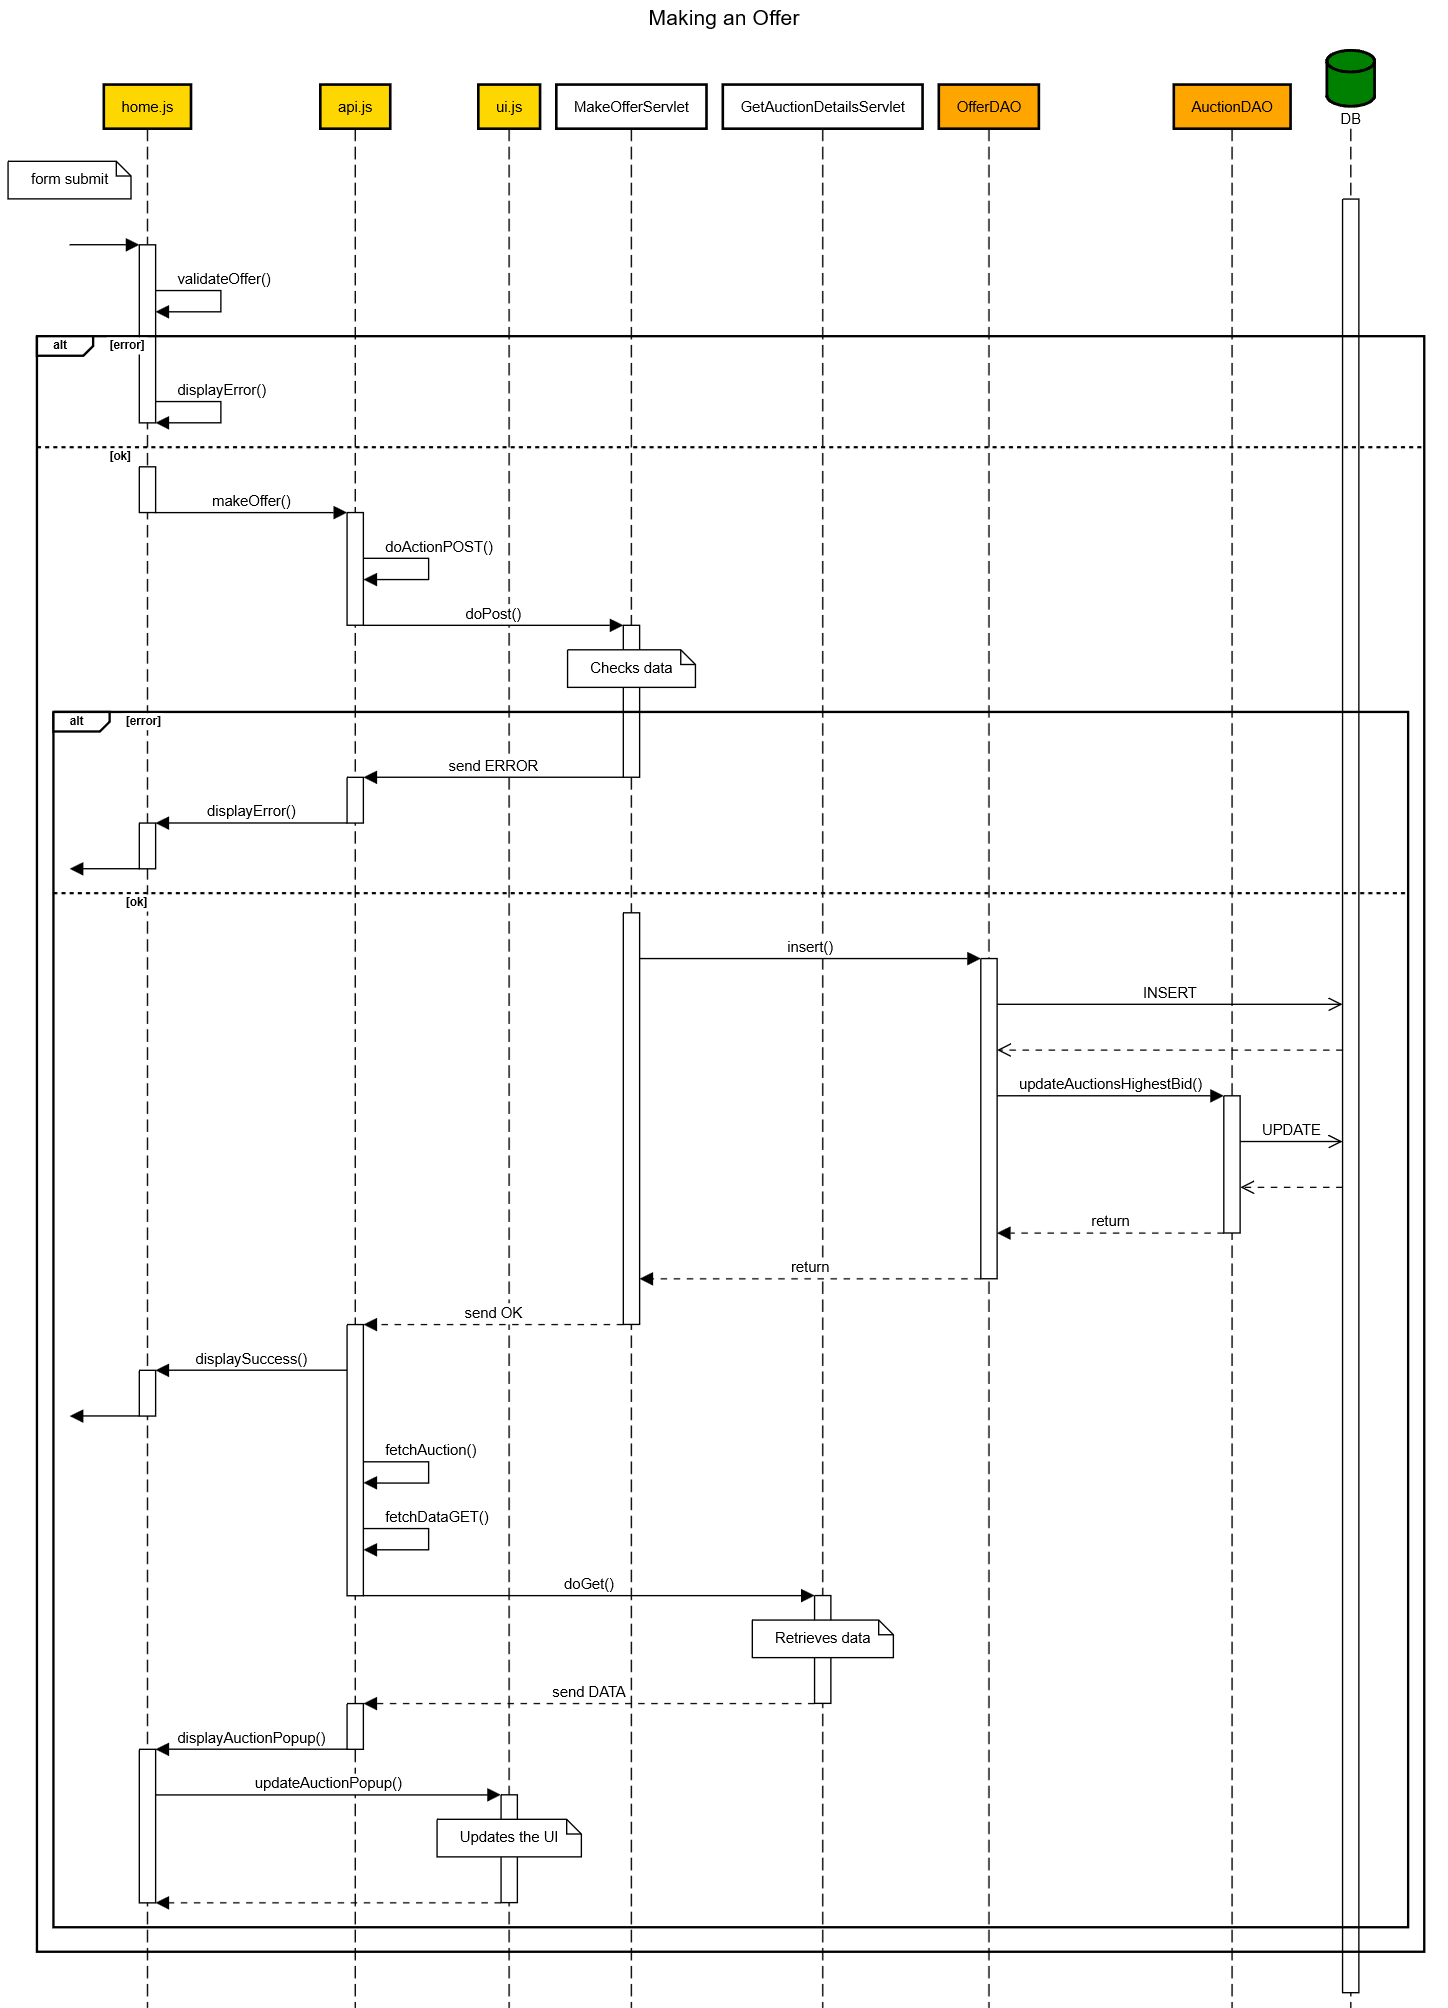 Making an Offer
home.js
api.js
ui.js
MakeOfferServlet
GetAuctionDetailsServlet
OfferDAO
AuctionDAO
DB
form submit
validateOffer()
alt
[error]
displayError()
[ok]
makeOffer()
doActionPOST()
doPost()
Checks data
alt
[error]
send ERROR
displayError()
[ok]
insert()
INSERT
updateAuctionsHighestBid()
UPDATE
return
return
send OK
displaySuccess()
fetchAuction()
fetchDataGET()
doGet()
Retrieves data
send DATA
displayAuctionPopup()
updateAuctionPopup()
Updates the UI